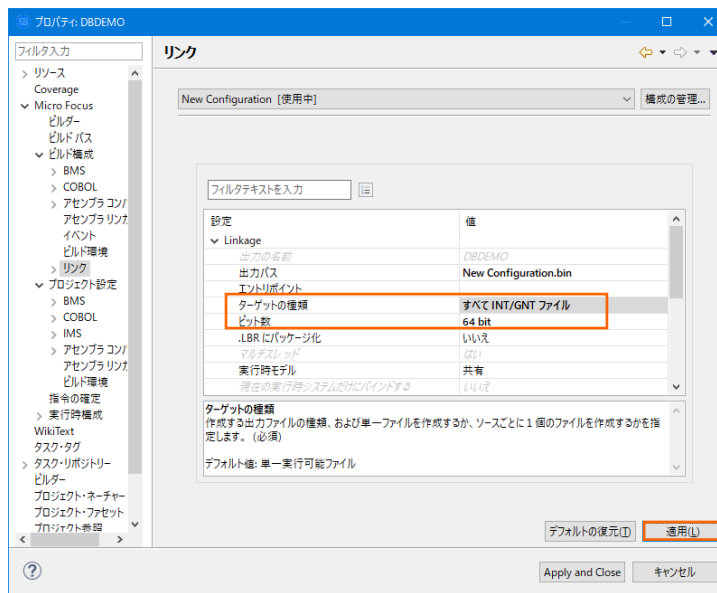 プロパティ: DBDEMO
フィルタ入力
リソース
Coverage
Micro Focus
ビルダー
ビルド パス
ビルド構成
BMS
COBOL
アセンブラ コンパ
アセンブラ リンカ
イベント
ビルド環境
リンク
プロジェクト設定
BMS
COBOL
IMS
アセンブラ コンパ
アセンブラ リンカ
ビルド環境
指令の確定
実行時構成
WikiText
タスク・タグ
タスク・リポジトリー
ビルダー
プロジェクト・ネーチャー
プロジェクト・ファセット
プロジェクト参照
リンク
New Configuration [使用中]
構成の管理...
フィルタテキストを入力
設定 値
Linkage
出力の名前 DBDEMO
出力パス New Configuration.bin
エントリポイント
ターゲットの種類 すべて INT/GNT ファイル
ビット数 64 bit
.LBR にパッケージ化 いいえ
マルチスレッド はい
実行時モデル 共有
現在の実行時システムだけにバインドする いいえ
ターゲットの種類
作成する出力ファイルの種類、および単一ファイルを作成するか、ソースごとに 1 個のファイルを作成するかを指
定します。 (必須)
デフォルト値: 単一実行可能ファイル
デフォルトの復元(T)
適用(L)
Apply and Close
キャンセル